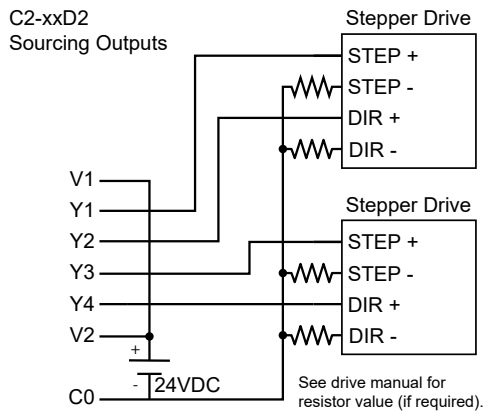 C2-xxD2
Sourcing Outputs
Stepper Drive
STEP +
STEP -
DIR +
DIR -
V1
Y1
Y2
Y3
Y4
V2
C0
+
-
24VDC
Stepper Drive
STEP +
STEP -
DIR +
DIR -
See drive manual for
resistor value (if required).